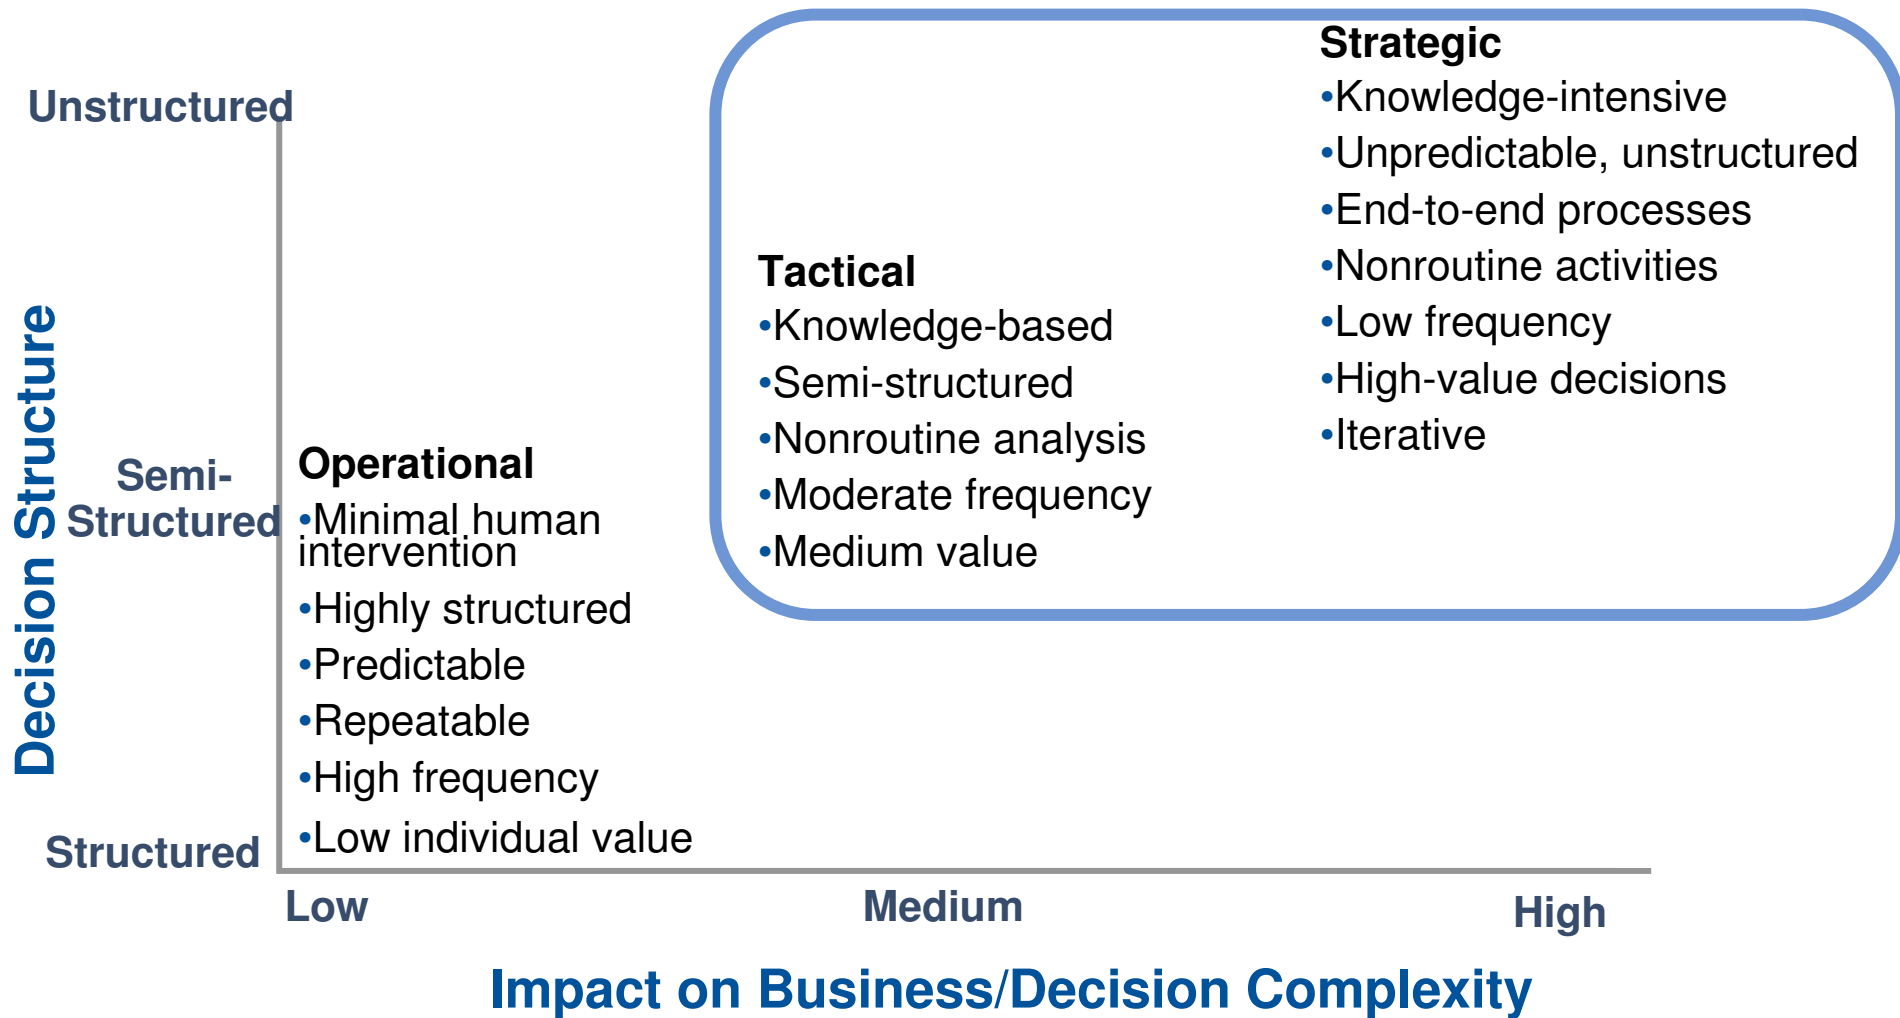 Strategic
•Knowledge-intensive
•Unpredictable, unstructured
•End-to-end processes
•Nonroutine activities
•Low frequency
•High-value decisions
•Iterative
Tactical
•Knowledge-based
•Semi-structured
•Nonroutine analysis
•Moderate frequency
•Medium value
Operational
•Minimal human
intervention
•Highly structured
•Predictable
•Repeatable
•High frequency
•Low individual value
Decision Structure
Unstructured
Semi-
Structured
Structured
Low
Medium
High
Impact on Business/Decision Complexity